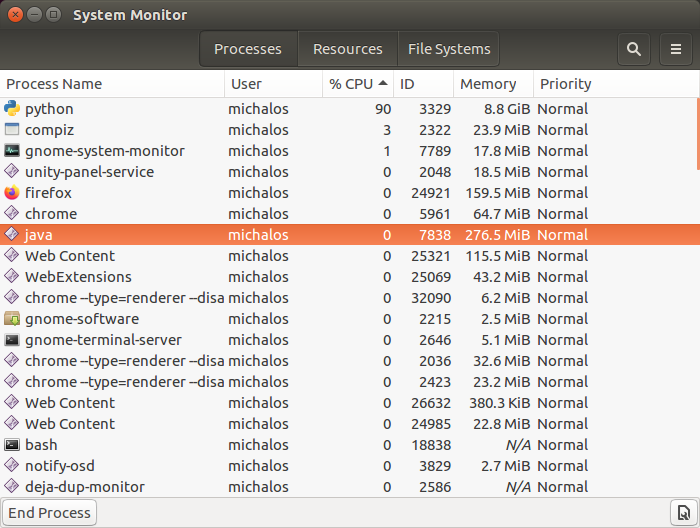 System Monitor
Processes Resources File Systems
Process Name User % CPU ID Memory Priority
python michalos 90 3329 8.8 GiB Normal
compiz michalos 3 2322 23.9 MiB Normal
gnome-system-monitor michalos 1 7789 17.8 MiB Normal
unity-panel-service michalos 0 2048 18.5 MiB Normal
firefox michalos 0 24921 159.5 MiB Normal
chrome michalos 0 5961 64.7 MiB Normal
java michalos 0 7838 276.5 MiB Normal
Web Content michalos 0 25321 115.5 MiB Normal
WebExtensions michalos 0 25069 43.2 MiB Normal
chrome --type=renderer --disa michalos 0 32090 6.2 MiB Normal
gnome-software michalos 0 2215 2.5 MiB Normal
gnome-terminal-server michalos 0 2646 5.1 MiB Normal
chrome --type=renderer --disa michalos 0 2036 32.6 MiB Normal
chrome --type=renderer --disa michalos 0 2423 23.2 MiB Normal
Web Content michalos 0 26632 380.3 KiB Normal
Web Content michalos 0 24985 22.8 MiB Normal
bash michalos 0 18838 N/A Normal
notify-osd michalos 0 3829 2.7 MiB Normal
deja-dup-monitor michalos 0 2586 N/A Normal
End Process